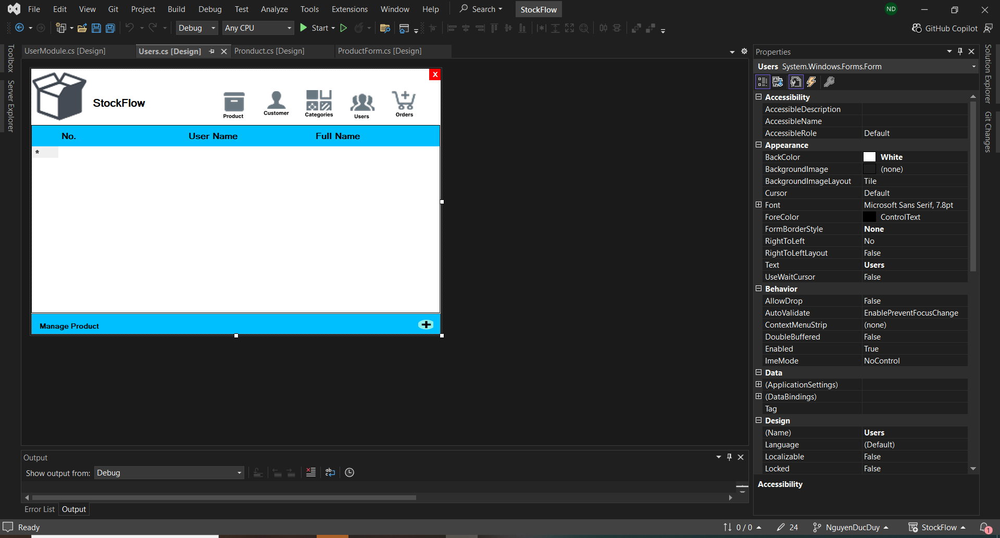 File Edit View Git Project Build Debug Test Analyze Tools Extensions Window Help Search StockFlow ND
Debug Any CPU Start GitHub Copilot
Toolbox
Server Explorer
UserModule.cs [Design] Users.cs [Design] Pronduct.cs [Design] ProductForm.cs [Design]
X
StockFlow
Product Customer Categories Users Orders
No. User Name Full Name
*
Manage Product
Output
Show output from: Debug
Error List Output
Properties
Users System.Windows.Forms.Form
Accessibility
AccessibleDescription
AccessibleName
AccessibleRole Default
Appearance
BackColor White
BackgroundImage (none)
BackgroundImageLayout Tile
Cursor Default
Font Microsoft Sans Serif, 7.8pt
ForeColor ControlText
FormBorderStyle None
RightToLeft No
RightToLeftLayout False
Text Users
UseWaitCursor False
Behavior
AllowDrop False
AutoValidate EnablePreventFocusChange
ContextMenuStrip (none)
DoubleBuffered False
Enabled True
ImeMode NoControl
Data
(ApplicationSettings)
(DataBindings)
Tag
Design
(Name) Users
Language (Default)
Localizable False
Locked False
Accessibility
Solution Explorer
Git Changes
Ready 0 / 0 24 NguyenDucDuy StockFlow 1